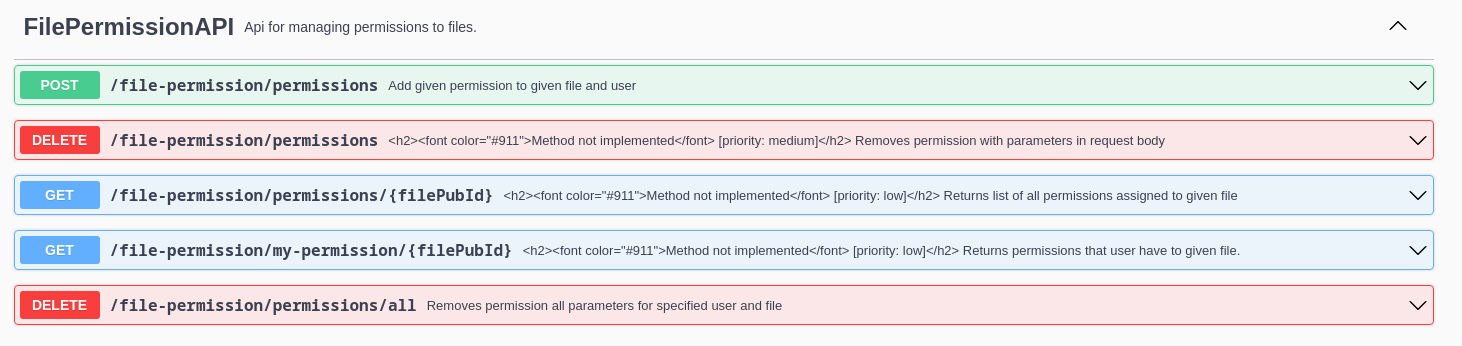 FilePermissionAPI Api for managing permissions to files.
POST /file-permission/permissions Add given permission to given file and user
DELETE /file-permission/permissions <h2><font color="#911">Method not implemented</font> [priority: medium]</h2> Removes permission with parameters in request body
GET /file-permission/permissions/{filePubId} <h2><font color="#911">Method not implemented</font> [priority: low]</h2> Returns list of all permissions assigned to given file
GET /file-permission/my-permission/{filePubId} <h2><font color="#911">Method not implemented</font> [priority: low]</h2> Returns permissions that user have to given file.
DELETE /file-permission/permissions/all Removes permission all parameters for specified user and file